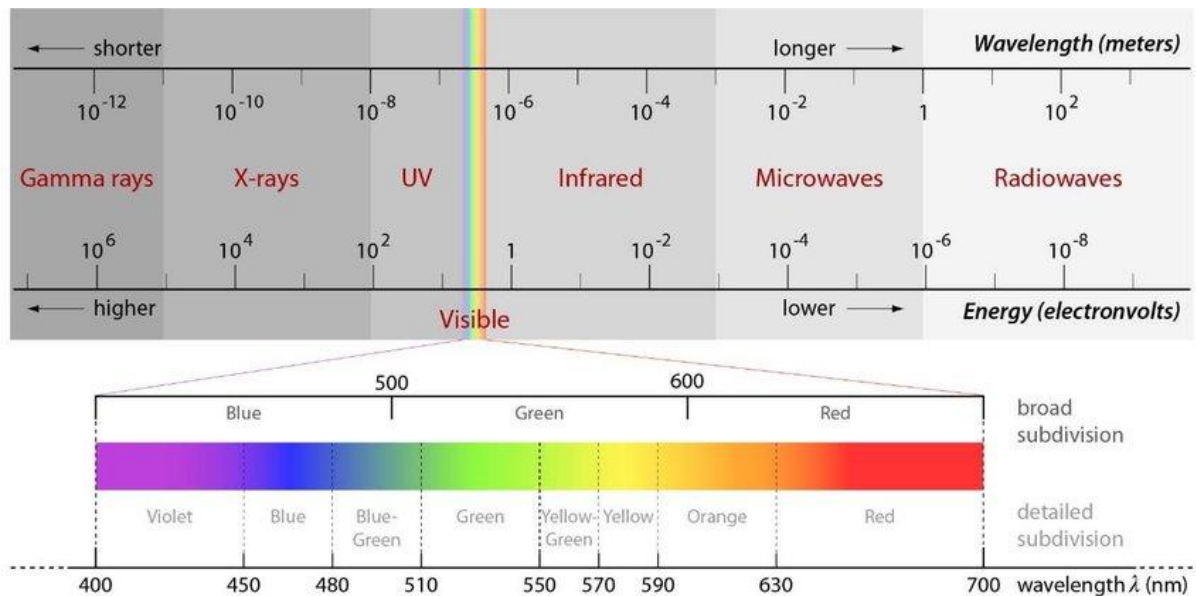 ← shorter longer → Wavelength (meters)
10-12 10-10 10-8 10-6 10-4 10-2 1 102
Gamma rays X-rays UV Infrared Microwaves Radiowaves
106 104 102 1 10-2 10-4 10-6 10-8
← higher Visible lower → Energy (electronvolts)
500 600
Blue Green Red broad
subdivision
Violet Blue Blue- Green Yellow- Yellow Orange Red detailed
Green Green subdivision
400 450 480 510 550 570 590 630 700 wavelength λ (nm)